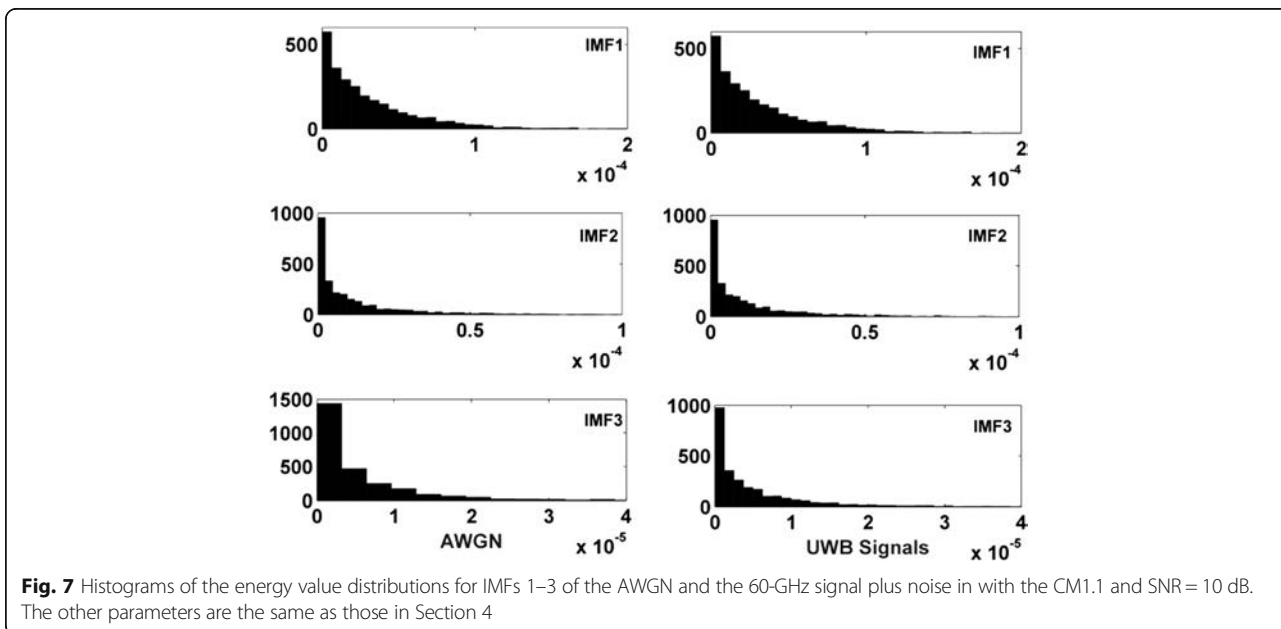 500
0
IMF1
0 1 2
x 10^-4
500
0
IMF1
0 1 2
x 10^-4
1000
500
0
IMF2
0 0.5 1
x 10^-4
1000
500
0
IMF2
0 0.5 1
x 10^-4
1500
1000
500
0
IMF3
0 1 2 3 4
AWGN x 10^-5
1000
500
0
IMF3
0 1 2 3 4
UWB Signals x 10^-5
Fig. 7 Histograms of the energy value distributions for IMFs 1–3 of the AWGN and the 60-GHz signal plus noise in with the CM1.1 and SNR = 10 dB.
The other parameters are the same as those in Section 4